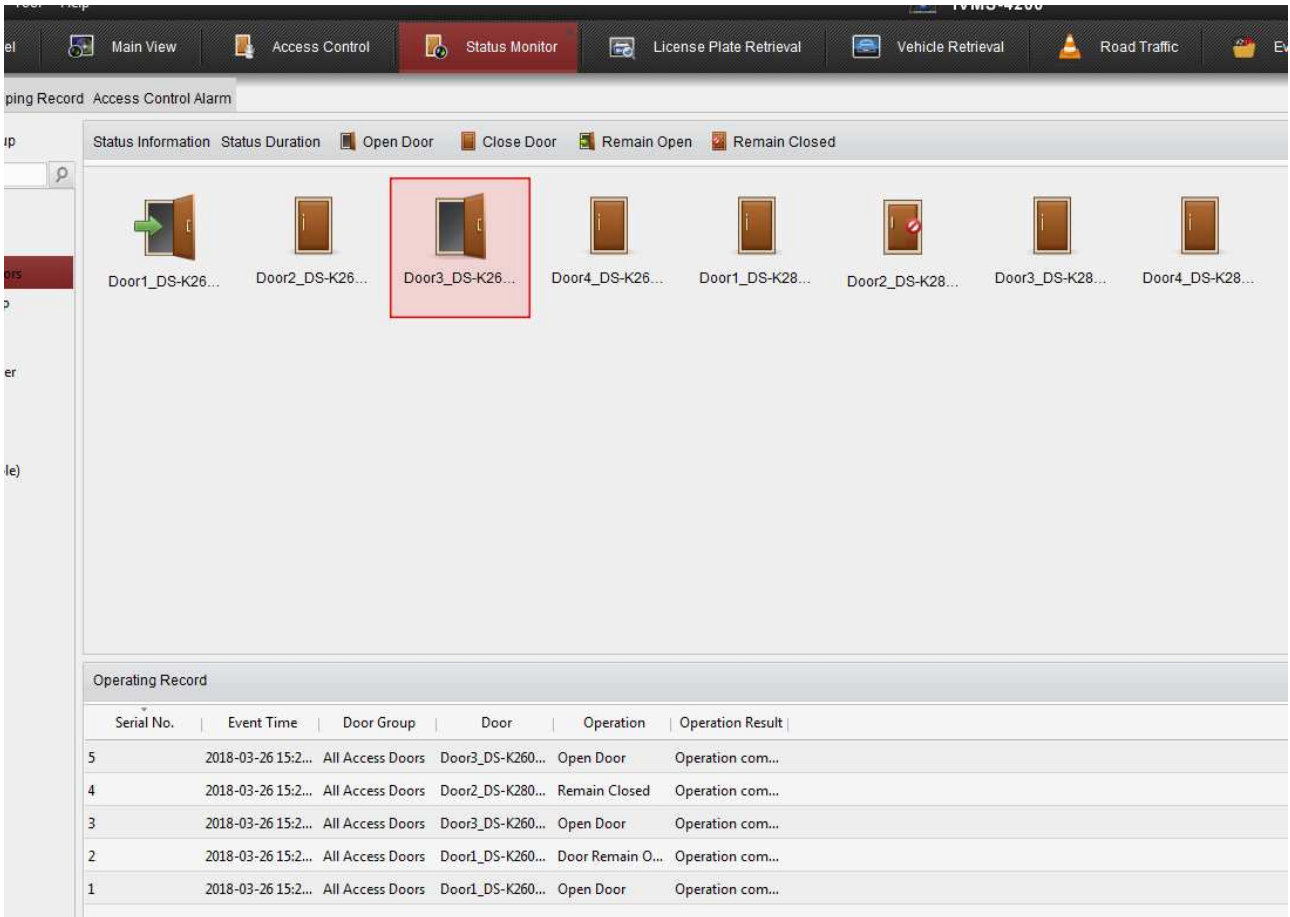 Main View Access Control Status Monitor License Plate Retrieval Vehicle Retrieval Road Traffic
ping Record Access Control Alarm
Status Information Status Duration Open Door Close Door Remain Open Remain Closed
Door1_DS-K26... Door2_DS-K26... Door3_DS-K26... Door4_DS-K26... Door1_DS-K28... Door2_DS-K28... Door3_DS-K28... Door4_DS-K28...
er
le)
Operating Record
Serial No. Event Time Door Group Door Operation Operation Result
5 2018-03-26 15:2... All Access Doors Door3_DS-K260... Open Door Operation com...
4 2018-03-26 15:2... All Access Doors Door2_DS-K280... Remain Closed Operation com...
3 2018-03-26 15:2... All Access Doors Door3_DS-K260... Open Door Operation com...
2 2018-03-26 15:2... All Access Doors Door1_DS-K260... Door Remain O... Operation com...
1 2018-03-26 15:2... All Access Doors Door1_DS-K260... Open Door Operation com...